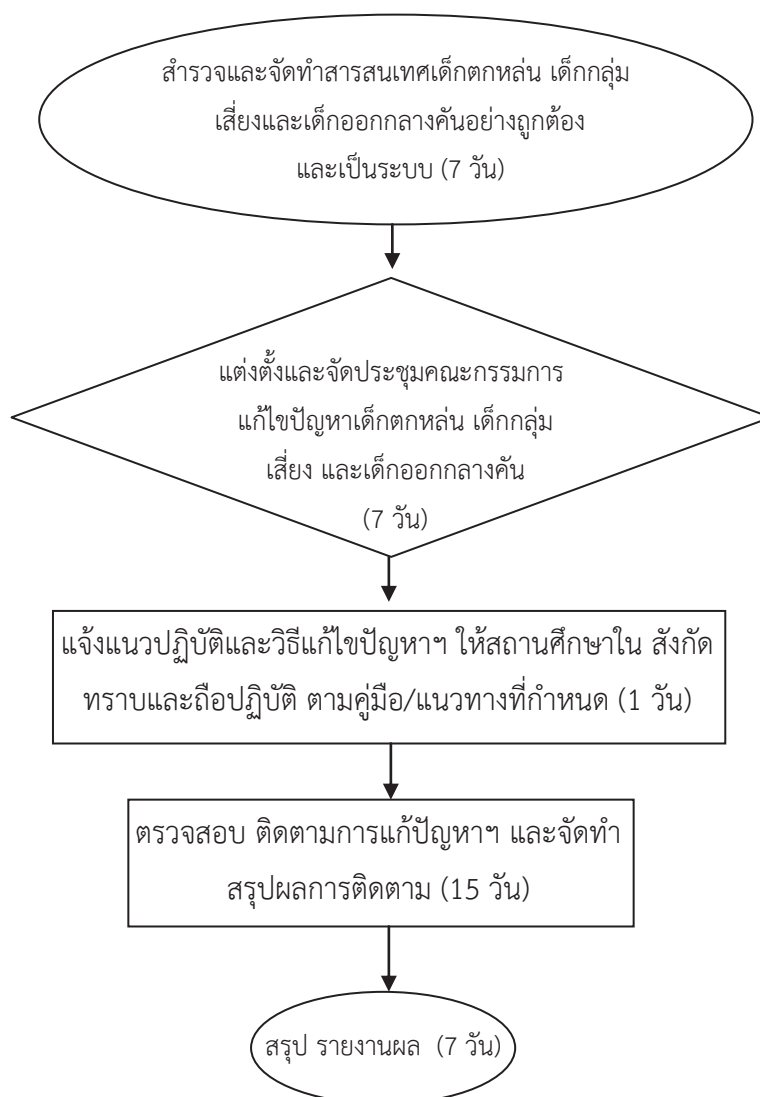 สำรวจและจัดทำสารสนเทศเด็กตกหล่น เด็กกลุ่ม
เสี่ยงและเด็กออกกลางคันอย่างถูกต้อง
และเป็นระบบ (7 วัน)
แต่งตั้งและจัดประชุมคณะกรรมการ
แก้ไขปัญหาเด็กตกหล่น เด็กกลุ่ม
เสี่ยง และเด็กออกกลางคัน
(7 วัน)
แจ้งแนวปฏิบัติและวิธีแก้ไขปัญหาฯ ให้สถานศึกษาใน สังกัด
ทราบและถือปฏิบัติ ตามคู่มือ/แนวทางที่กำหนด (1 วัน)
ตรวจสอบ ติดตามการแก้ปัญหาฯ และจัดทำ
สรุปผลการติดตาม (15 วัน)
สรุป รายงานผล (7 วัน)